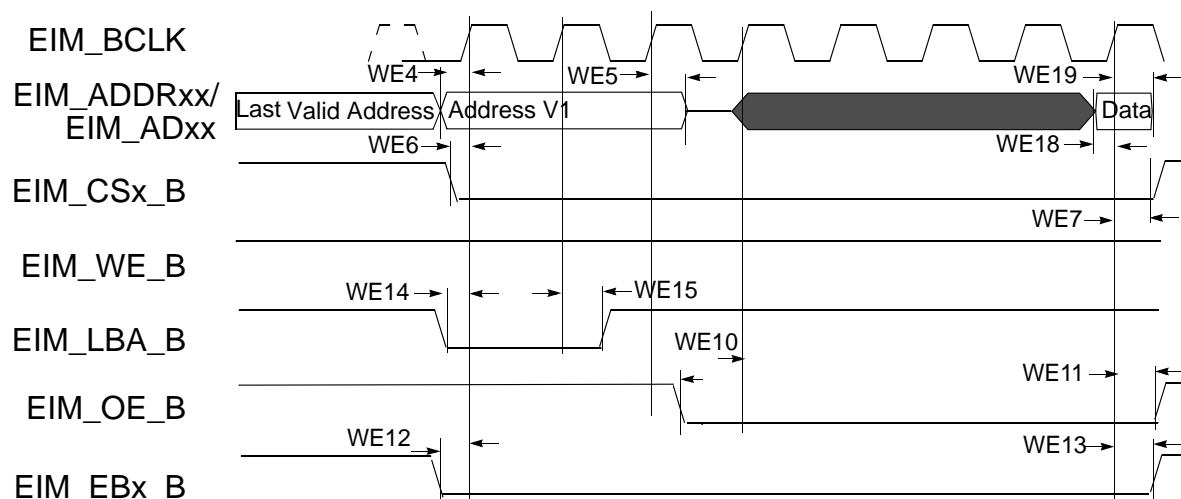 EIM_BCLK
WE4
WE5
WE19
EIM_ADDRxx/
EIM_ADxx
Last Valid Address
Address V1
Data
WE6
WE18
EIM_CSx_B
WE7
EIM_WE_B
WE14
WE15
EIM_LBA_B
WE10
WE11
EIM_OE_B
WE12
WE13
EIM_EBx_B